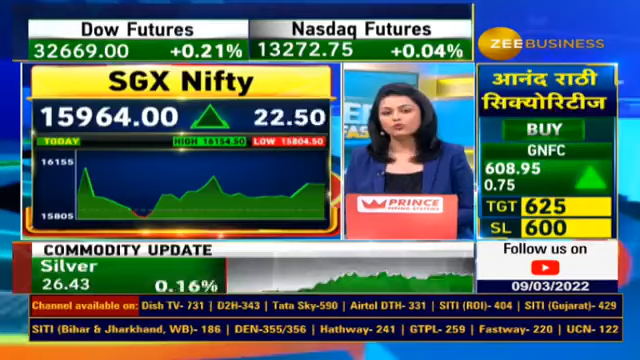 Dow Futures
32669.00 +0.21%
Nasdaq Futures
13272.75 +0.04%
ZEE BUSINESS
SGX Nifty
15964.00 22.50
TODAY HIGH 16154.50 LOW 15804.50
16155
15805
PRINCE
PIPING SYSTEMS
आनंद राठी
सिक्योरिटीज
BUY
GNFC
608.95
0.75
TGT 625
SL 600
COMMODITY UPDATE
Silver
26.43 0.16%
Follow us on
09/03/2022
Channel available on: Dish TV- 731 | D2H-343 | Tata Sky-590 | Airtel DTH- 331 | SITI (ROI)- 404 | SITI (Gujarat)- 429
SITI (Bihar & Jharkhand, WB)- 186 | DEN-355/356 | Hathway- 241 | GTPL- 259 | Fastway- 220 | UCN- 122